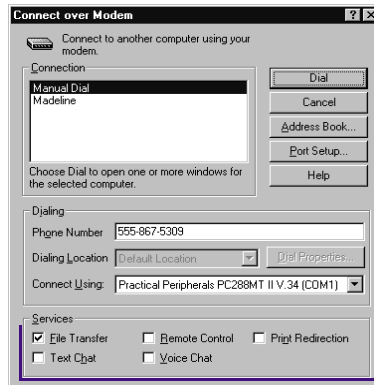 Connect over Modem
Connect to another computer using your
modem.
Connection
Manual Dial
Madeline
Choose Dial to open one or more windows for
the selected computer.
Dial
Cancel
Address Book...
Port Setup...
Help
Dialing
Phone Number 555-867-5309
Dialing Location Default Location Dial Properties...
Connect Using: Practical Peripherals PC288MT II V.34 (COM1)
Services
File Transfer Remote Control Print Redirection
Text Chat Voice Chat